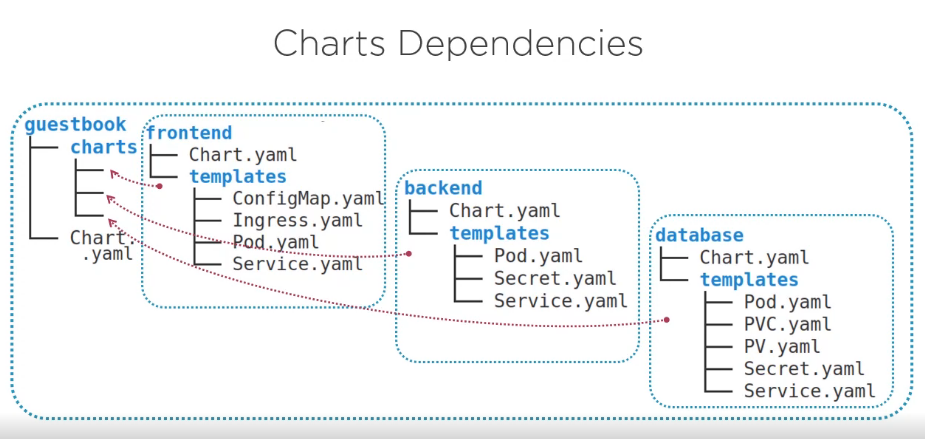 Charts Dependencies
guestbook
charts
Chart.
.yaml
frontend
Chart.yaml
templates
ConfigMap.yaml
Ingress.yaml
Pod.yaml
Service.yaml
backend
Chart.yaml
templates
Pod.yaml
Secret.yaml
Service.yaml
database
Chart.yaml
templates
Pod.yaml
PVC.yaml
PV.yaml
Secret.yaml
Service.yaml